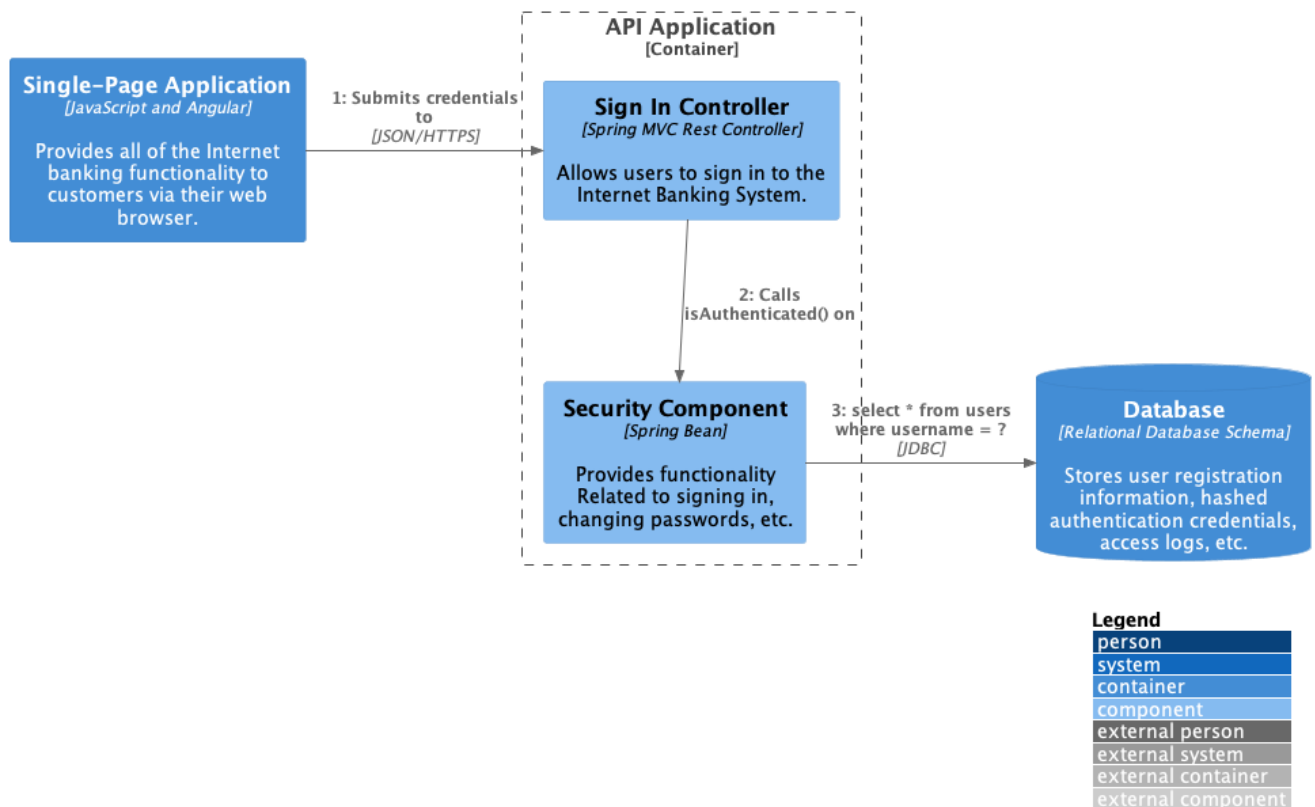 API Application
[Container]
Single-Page Application
[JavaScript and Angular]
Provides all of the Internet
banking functionality to
customers via their web
browser.
1: Submits credentials
to
[JSON/HTTPS]
Sign In Controller
[Spring MVC Rest Controller]
Allows users to sign in to the
Internet Banking System.
2: Calls
isAuthenticated() on
Security Component
[Spring Bean]
Provides functionality
Related to signing in,
changing passwords, etc.
3: select * from users
where username = ?
[JDBC]
Database
[Relational Database Schema]
Stores user registration
information, hashed
authentication credentials,
access logs, etc.
Legend
person
system
container
component
external person
external system
external container
external component